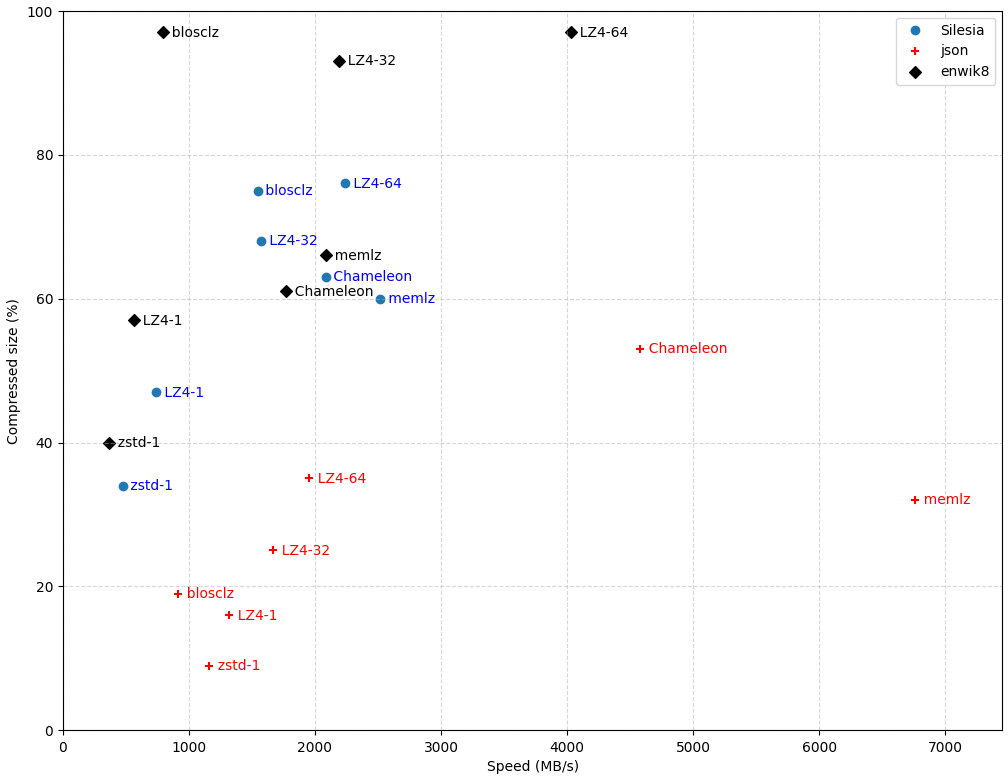 100
80
60
40
20
0
Compressed size (%)
blosclz
LZ4-64
LZ4-32
Silesia
json
enwik8
LZ4-64
blosclz
LZ4-32
memlz
Chameleon
Chameleon
memlz
LZ4-1
Chameleon
LZ4-1
zstd-1
LZ4-64
zstd-1
memlz
LZ4-32
blosclz
LZ4-1
zstd-1
0 1000 2000 3000 4000 5000 6000 7000
Speed (MB/s)